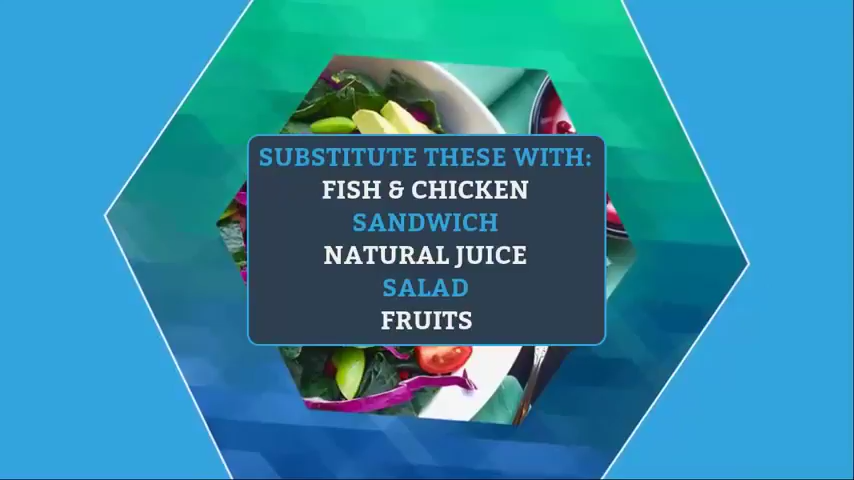 SUBSTITUTE THESE WITH:
FISH & CHICKEN
SANDWICH
NATURAL JUICE
SALAD
FRUITS